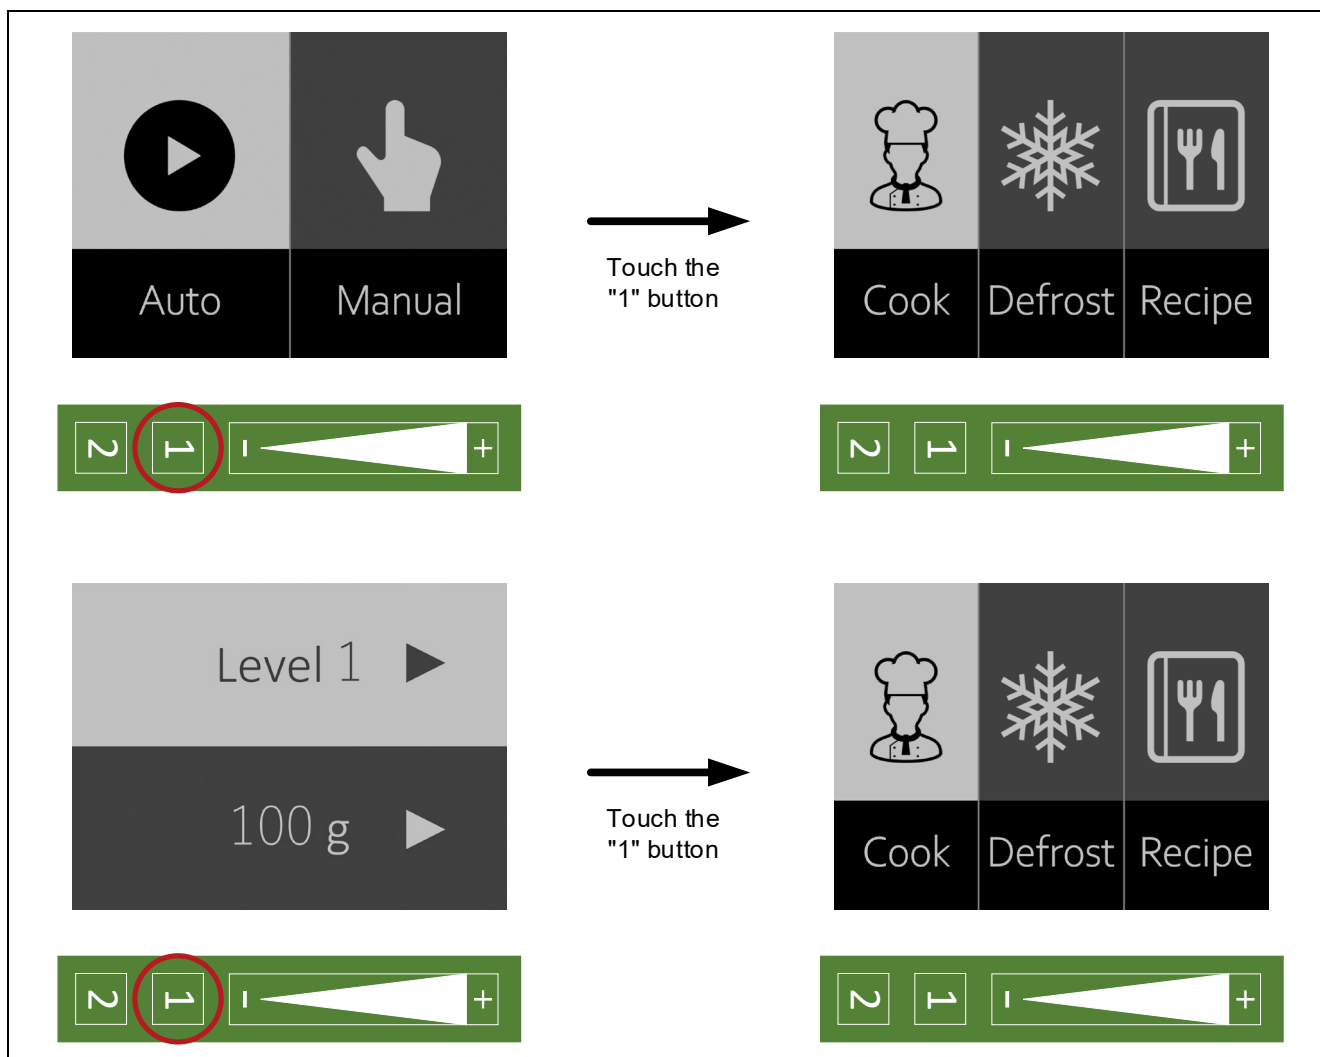 Auto Manual
Cook Defrost Recipe
Touch the
"1" button
2 1 - +
2 1 - +
Level 1
100 g
Cook Defrost Recipe
Touch the
"1" button
2 1 - +
2 1 - +